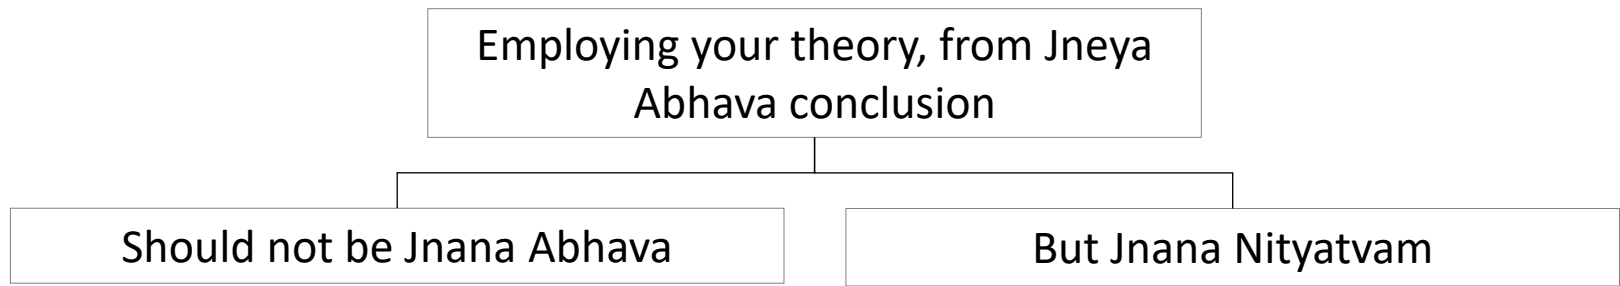 Employing your theory, from Jneya
Abhava conclusion
Should not be Jnana Abhava
But Jnana Nityatvam